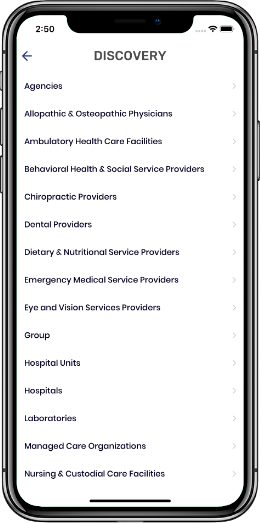 2:50
DISCOVERY
Agencies
Allopathic & Osteopathic Physicians
Ambulatory Health Care Facilities
Behavioral Health & Social Service Providers
Chiropractic Providers
Dental Providers
Dietary & Nutritional Service Providers
Emergency Medical Service Providers
Eye and Vision Services Providers
Group
Hospital Units
Hospitals
Laboratories
Managed Care Organizations
Nursing & Custodial Care Facilities